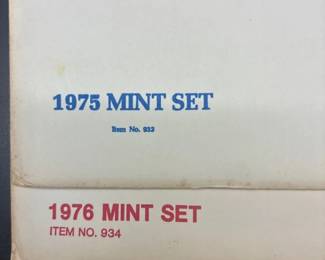 1975 MINT SET
Item No. 933
1976 MINT SET
ITEM NO. 934